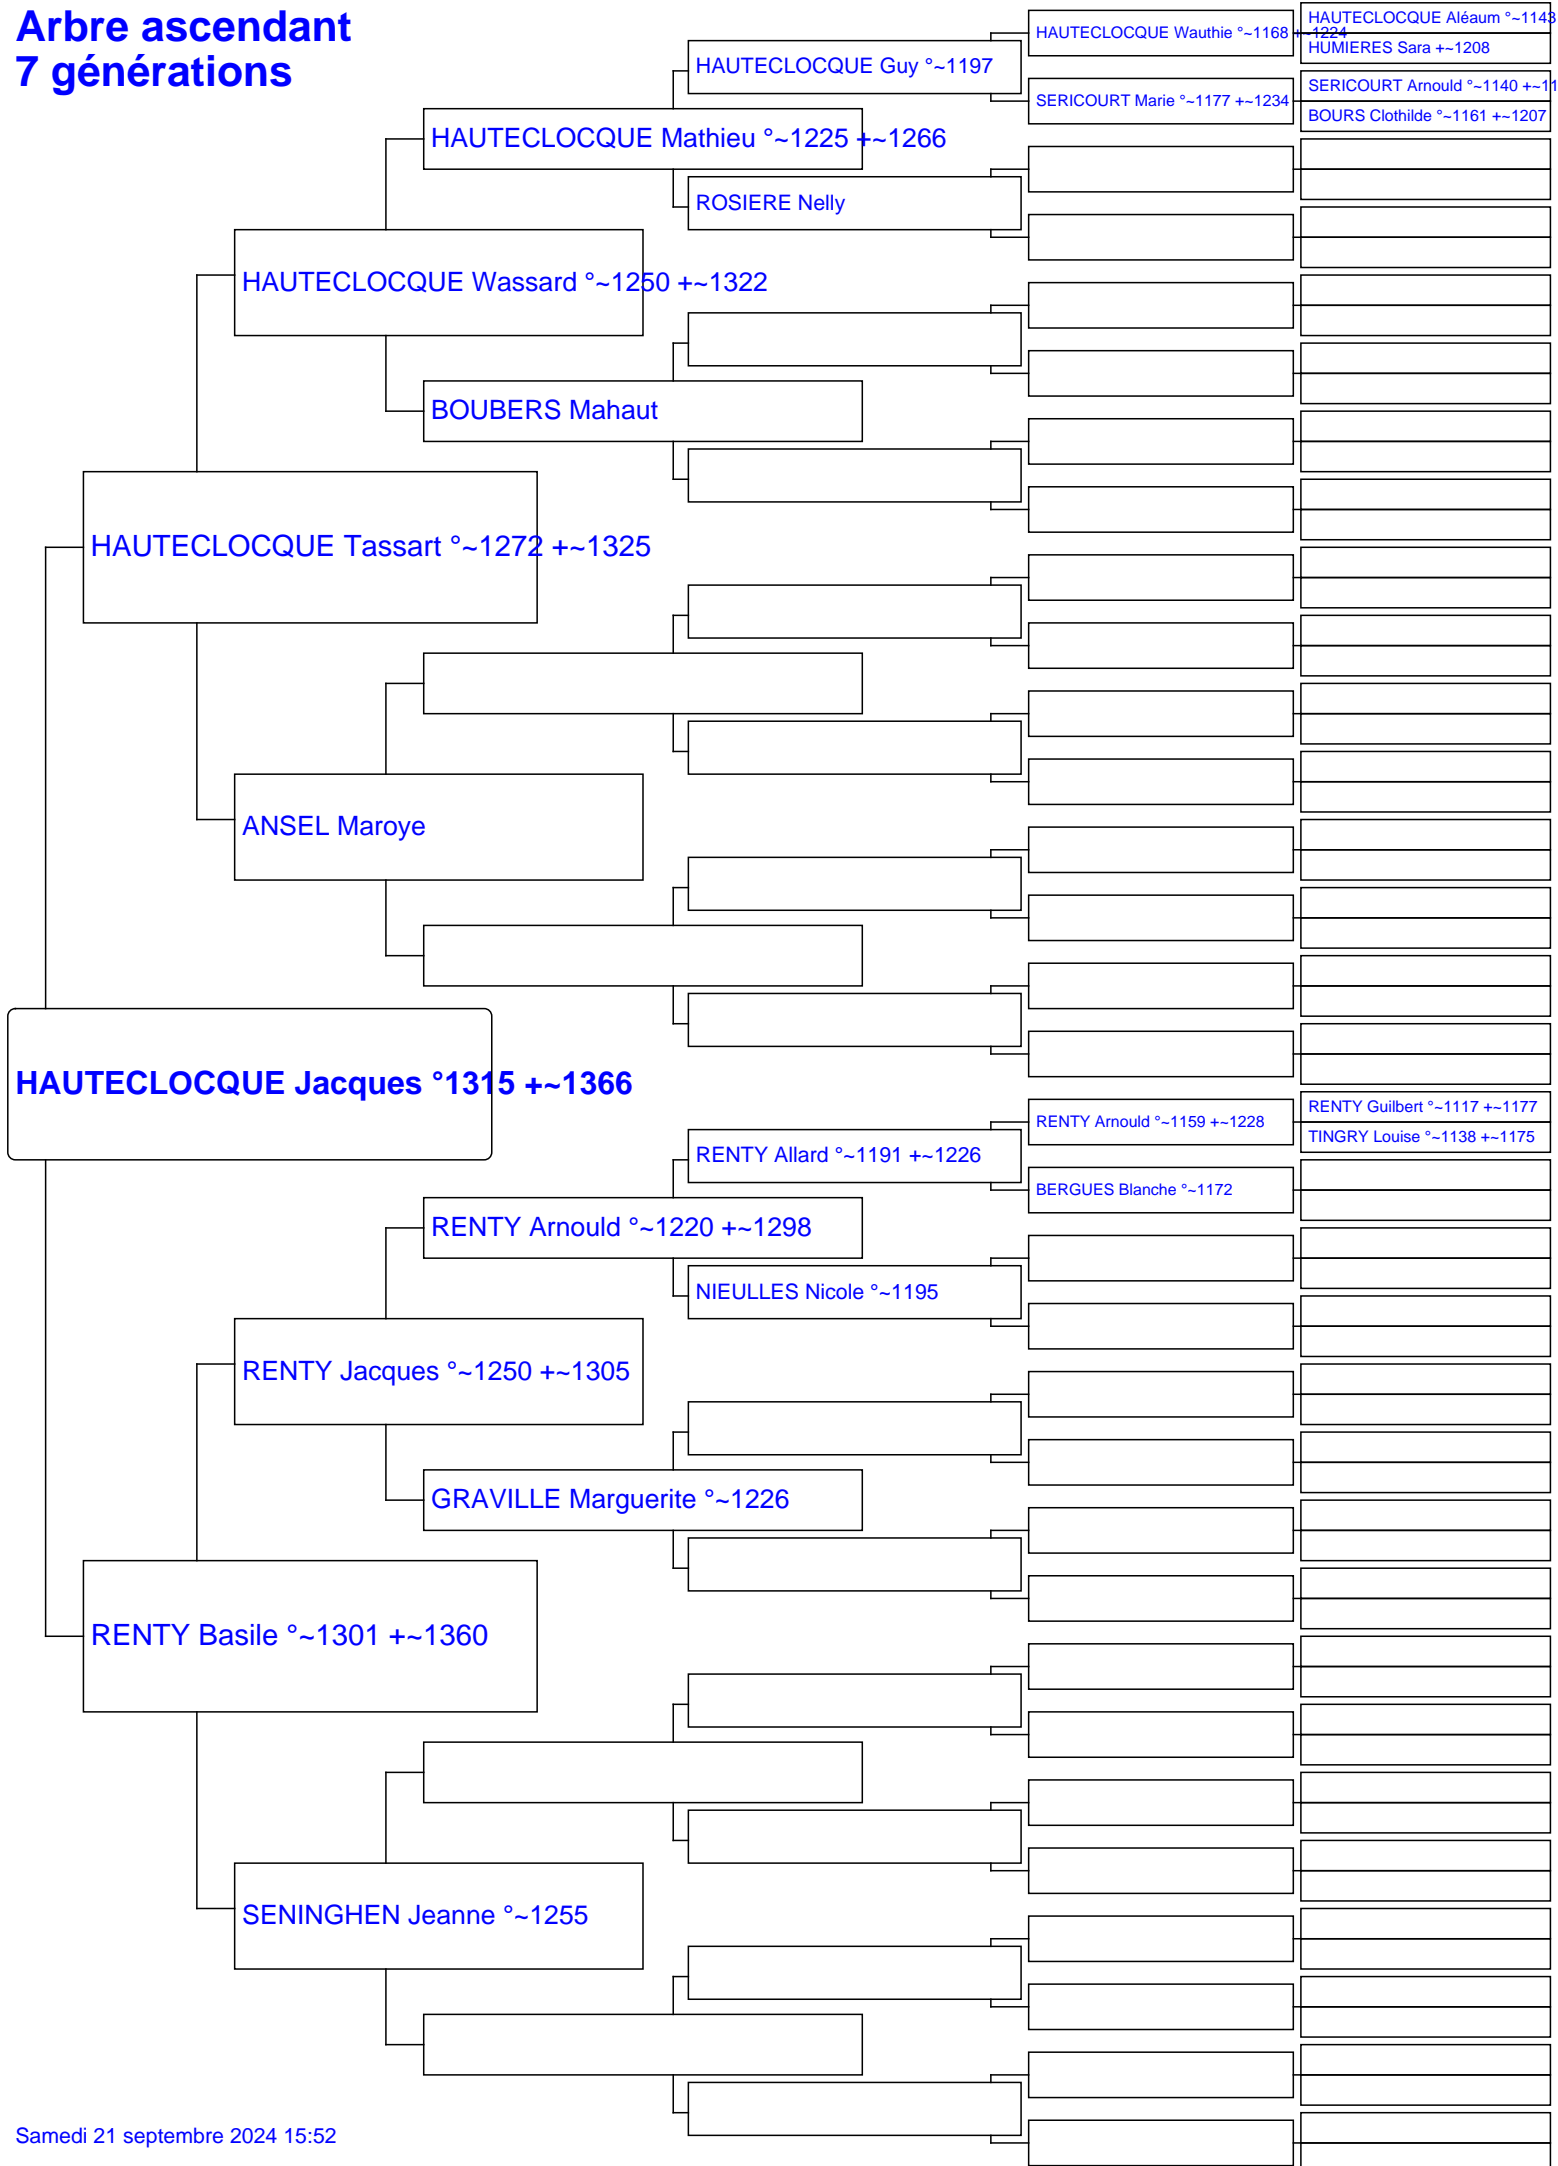 Arbre ascendant
7 générations
HAUTECLOCQUE Aléaum °~1143
HAUTECLOCQUE Wauthie °~1168 +~1224
HUMIERES Sara +~1208
HAUTECLOCQUE Guy °~1197
SERICOURT Arnould °~1140 +~11
SERICOURT Marie °~1177 +~1234
BOURS Clothilde °~1161 +~1207
HAUTECLOCQUE Mathieu °~1225 +~1266
ROSIERE Nelly
HAUTECLOCQUE Wassard °~1250 +~1322
BOUBERS Mahaut
HAUTECLOCQUE Tassart °~1272 +~1325
ANSEL Maroye
HAUTECLOCQUE Jacques °1315 +~1366
RENTY Guilbert °~1117 +~1177
RENTY Arnould °~1159 +~1228
TINGRY Louise °~1138 +~1175
RENTY Allard °~1191 +~1226
BERGUES Blanche °~1172
RENTY Arnould °~1220 +~1298
NIEULLES Nicole °~1195
RENTY Jacques °~1250 +~1305
GRAVILLE Marguerite °~1226
RENTY Basile °~1301 +~1360
SENINGHEN Jeanne °~1255
Samedi 21 septembre 2024 15:52